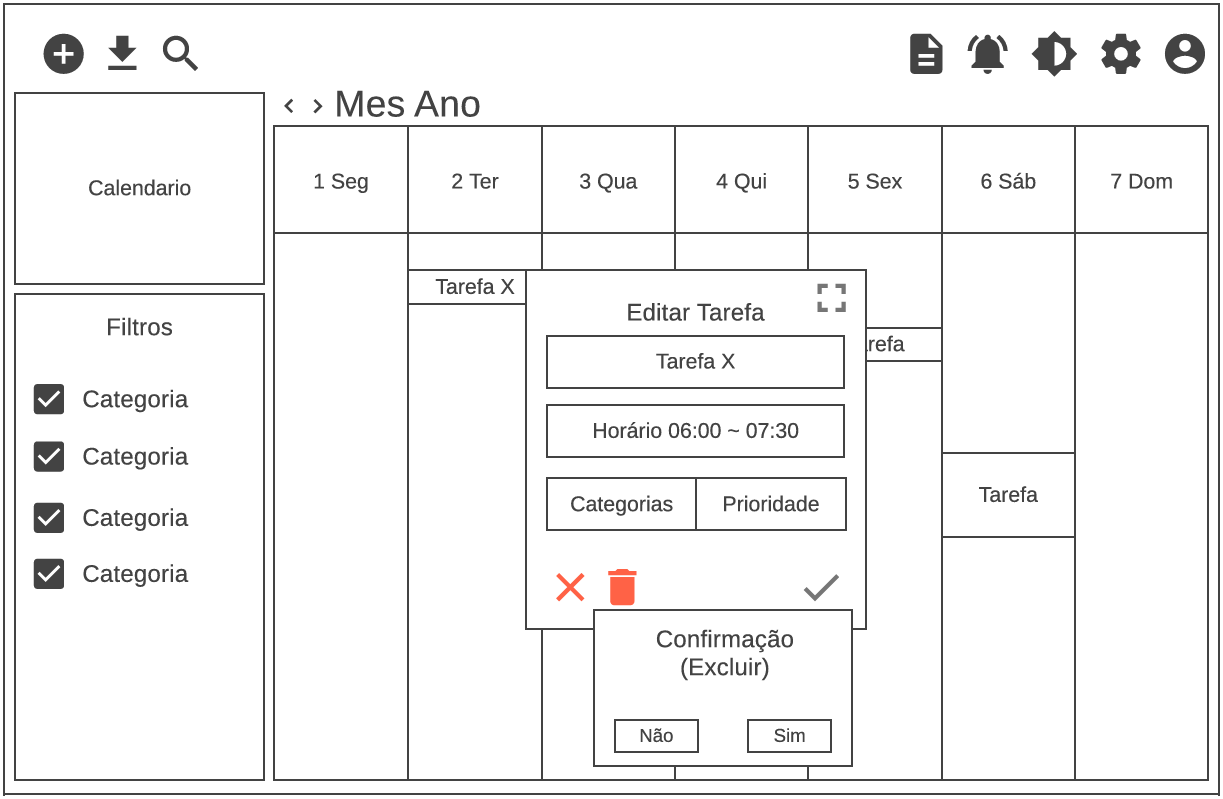 < > Mes Ano
Calendario
1 Seg
2 Ter
3 Qua
4 Qui
5 Sex
6 Sáb
7 Dom
Filtros
Categoria
Categoria
Categoria
Categoria
Tarefa X
Editar Tarefa
Tarefa X
Horário 06:00 ~ 07:30
Categorias
Prioridade
refa
Tarefa
Confirmação
(Excluir)
Não
Sim